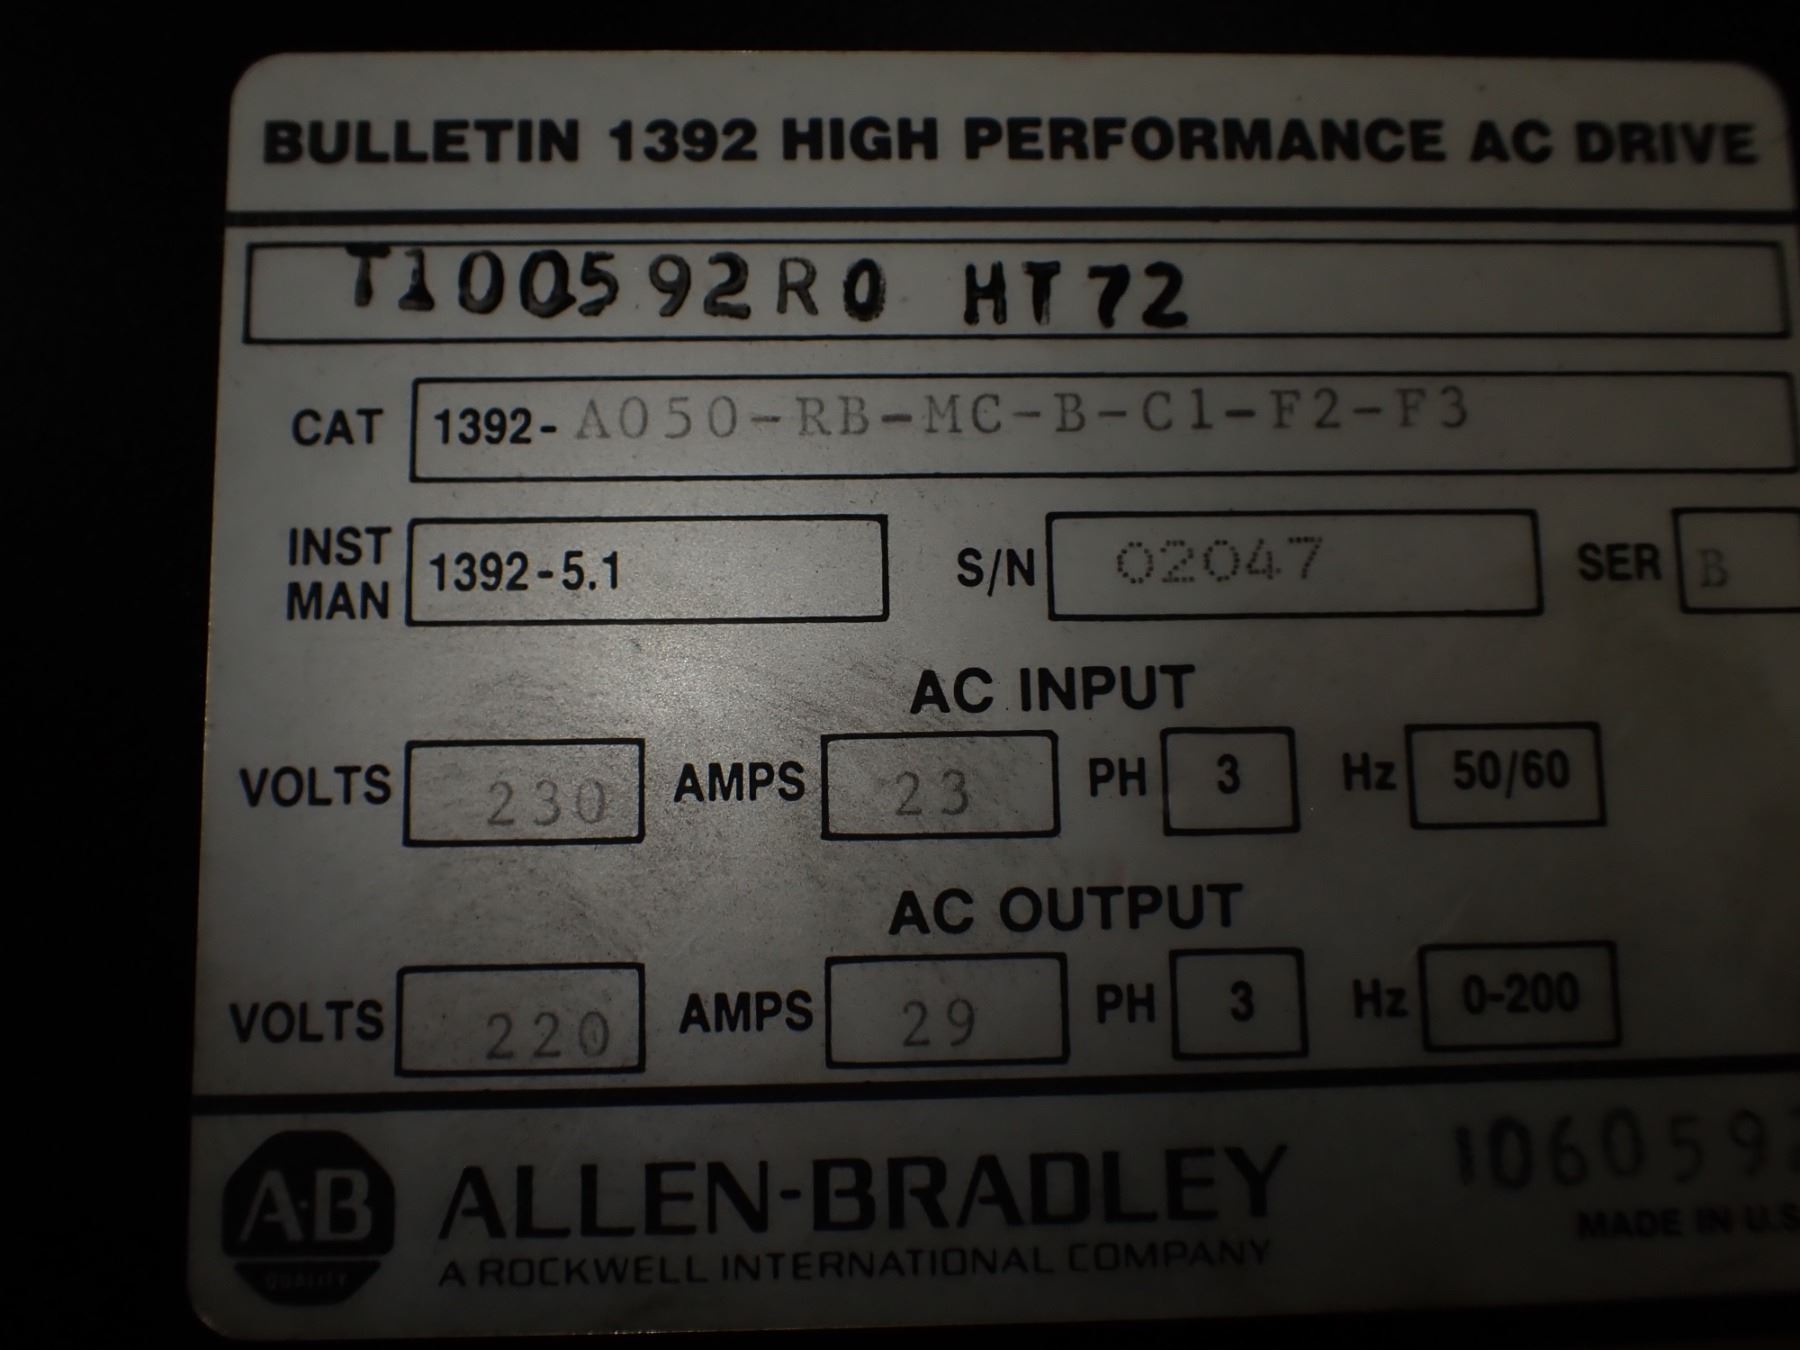 BULLETIN 1392 HIGH PERFORMANCE AC DRIVE
T100592R0 HT72
CAT 1392- A050-RB-MC-B-C1-F2-F3
INST MAN 1392-5.1 S/N 02047 SER B
AC INPUT
VOLTS 230 AMPS 23 PH 3 Hz 50/60
AC OUTPUT
VOLTS 220 AMPS 29 PH 3 Hz 0-200
A·B QUALITY
ALLEN-BRADLEY
A ROCKWELL INTERNATIONAL COMPANY
MADE IN U.S